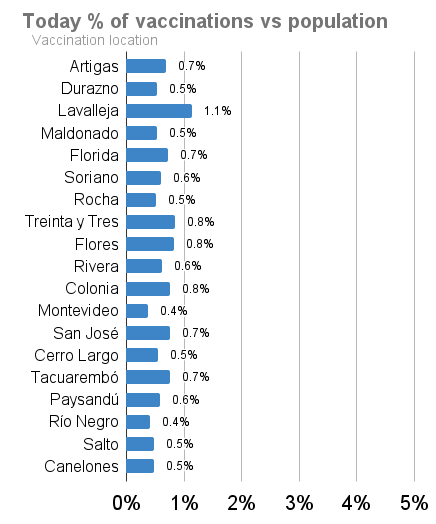 Today % of vaccinations vs population
Vaccination location
Artigas 0.7%
Durazno 0.5%
Lavalleja 1.1%
Maldonado 0.5%
Florida 0.7%
Soriano 0.6%
Rocha 0.5%
Treinta y Tres 0.8%
Flores 0.8%
Rivera 0.6%
Colonia 0.8%
Montevideo 0.4%
San José 0.7%
Cerro Largo 0.5%
Tacuarembó 0.7%
Paysandú 0.6%
Río Negro 0.4%
Salto 0.5%
Canelones 0.5%
0% 1% 2% 3% 4% 5%